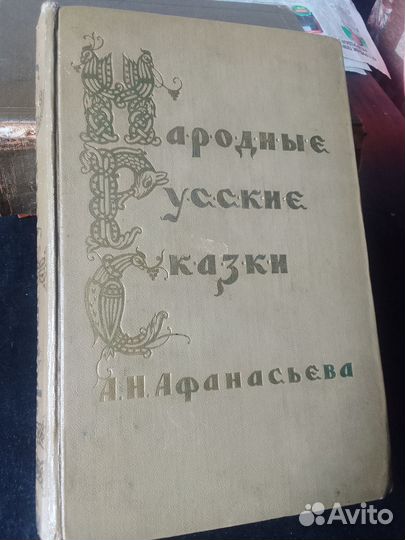 Народные
Русские
Сказки
А.Н.Афанасьева
Avito